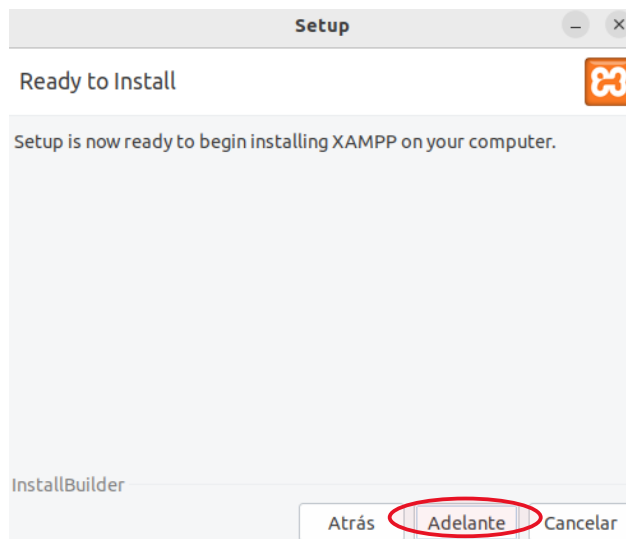 Setup
Ready to Install
Setup is now ready to begin installing XAMPP on your computer.
InstallBuilder
Atrás Adelante Cancelar